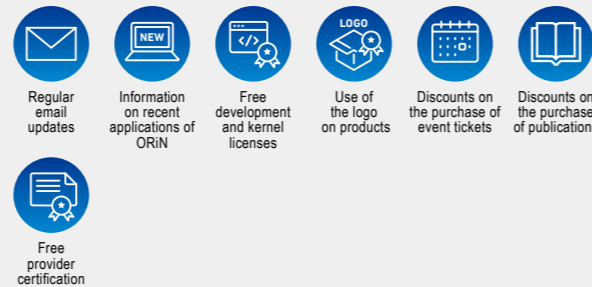 NEW
</>
LOGO
Regular
email
updates
Information
on recent
applications of
ORiN
Free
development
and kernel
licenses
Use of
the logo
on products
Discounts on
the purchase of
event tickets
Discounts on
the purchase
of publication
Free
provider
certification